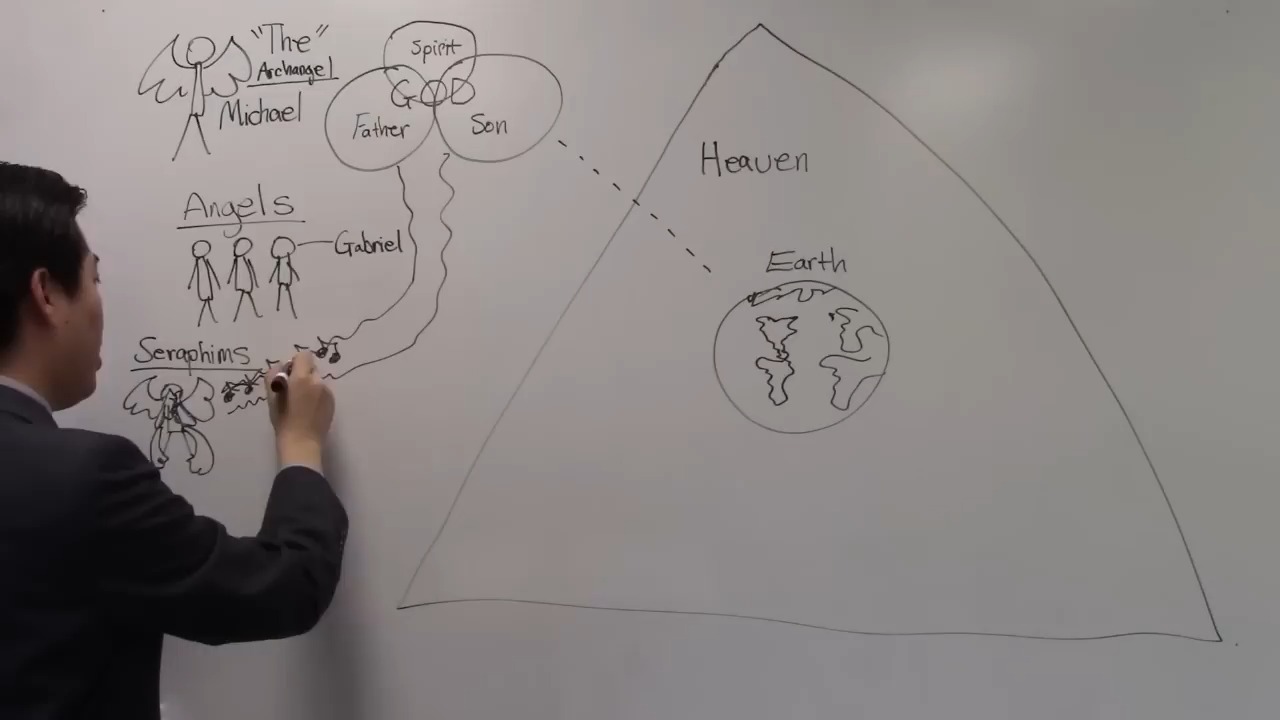 "The"
Archangel
Michael
Spirit
GOD
Father
Son
Angels
Gabriel
Seraphims
Heaven
Earth